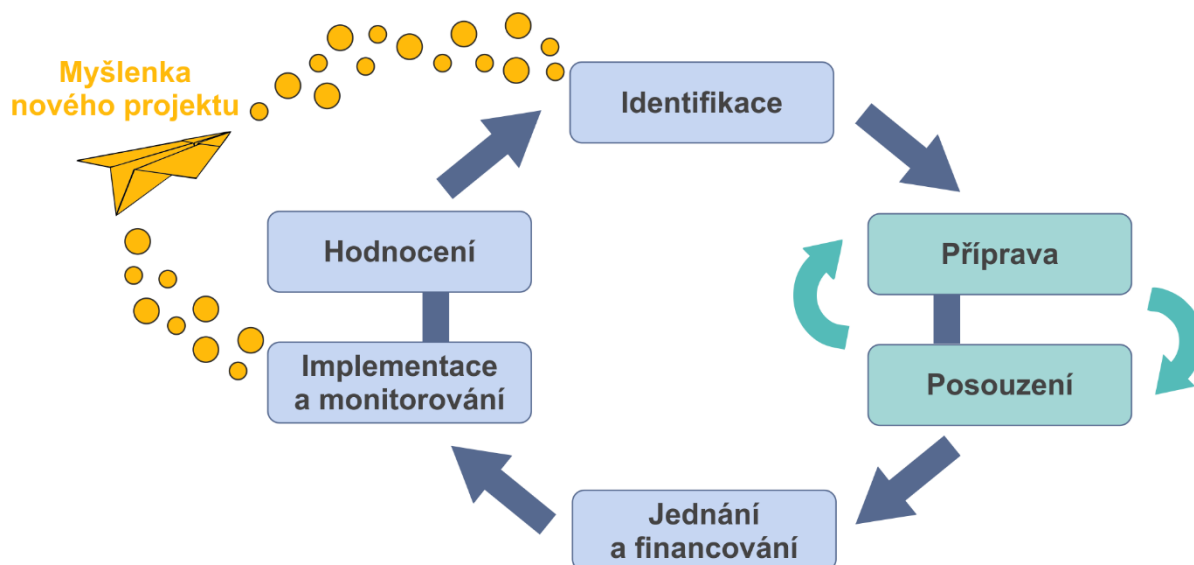 Myšlenka
nového projektu
Identifikace
Příprava
Posouzení
Jednání
a financování
Implementace
a monitorování
Hodnocení